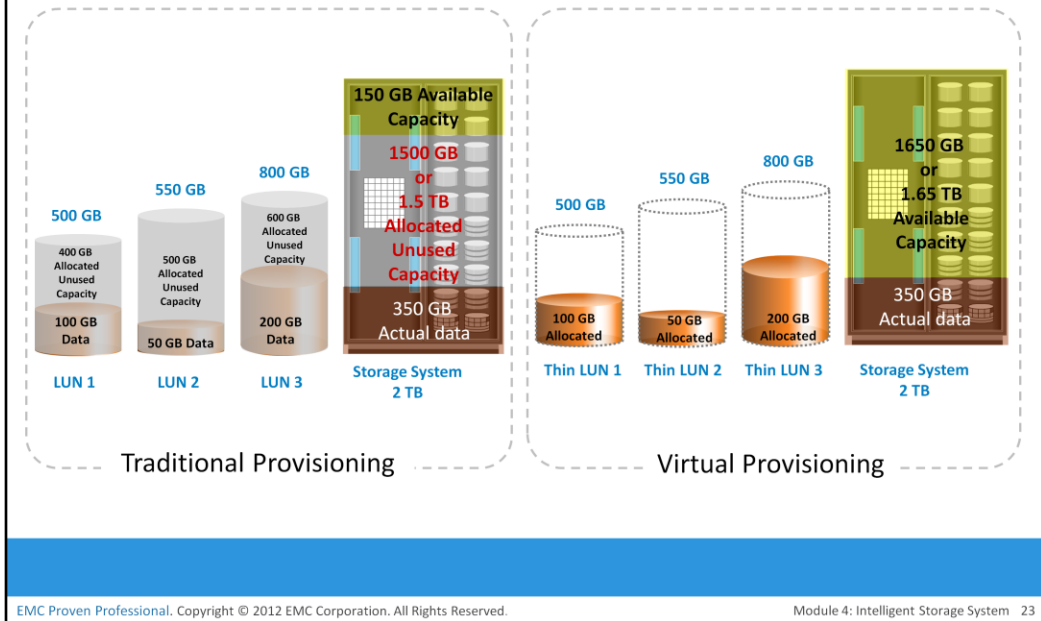 500 GB
400 GB
Allocated
Unused
Capacity
100 GB
Data
LUN 1
550 GB
500 GB
Allocated
Unused
Capacity
50 GB Data
LUN 2
800 GB
600 GB
Allocated
Unused
Capacity
200 GB
Data
LUN 3
150 GB Available
Capacity
1500 GB
or
1.5 TB
Allocated
Unused
Capacity
350 GB
Actual data
Storage System
2 TB
Traditional Provisioning
500 GB
100 GB
Allocated
Thin LUN 1
550 GB
50 GB
Allocated
Thin LUN 2
800 GB
200 GB
Allocated
Thin LUN 3
1650 GB
or
1.65 TB
Available
Capacity
350 GB
Actual data
Storage System
2 TB
Virtual Provisioning
EMC Proven Professional. Copyright © 2012 EMC Corporation. All Rights Reserved.
Module 4: Intelligent Storage System 23